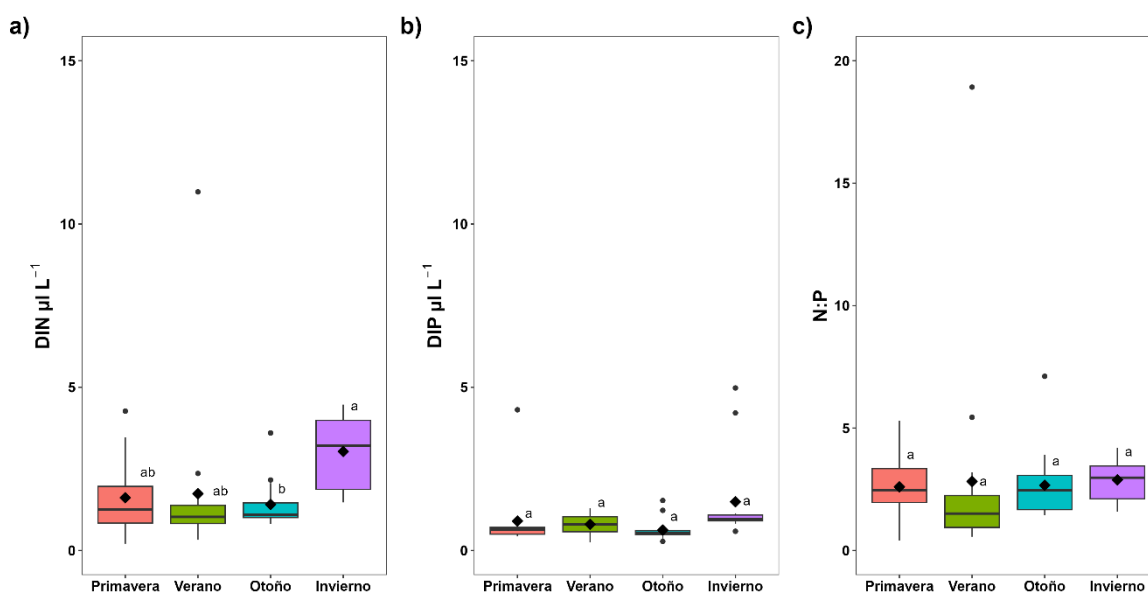 a)
15
10
5
0
DIN µl L⁻¹
ab
ab
b
a
Primavera Verano Otoño Invierno
b)
15
10
5
0
DIP µl L⁻¹
a
a
a
a
Primavera Verano Otoño Invierno
c)
20
15
10
5
0
N:P
a
a
a
a
Primavera Verano Otoño Invierno